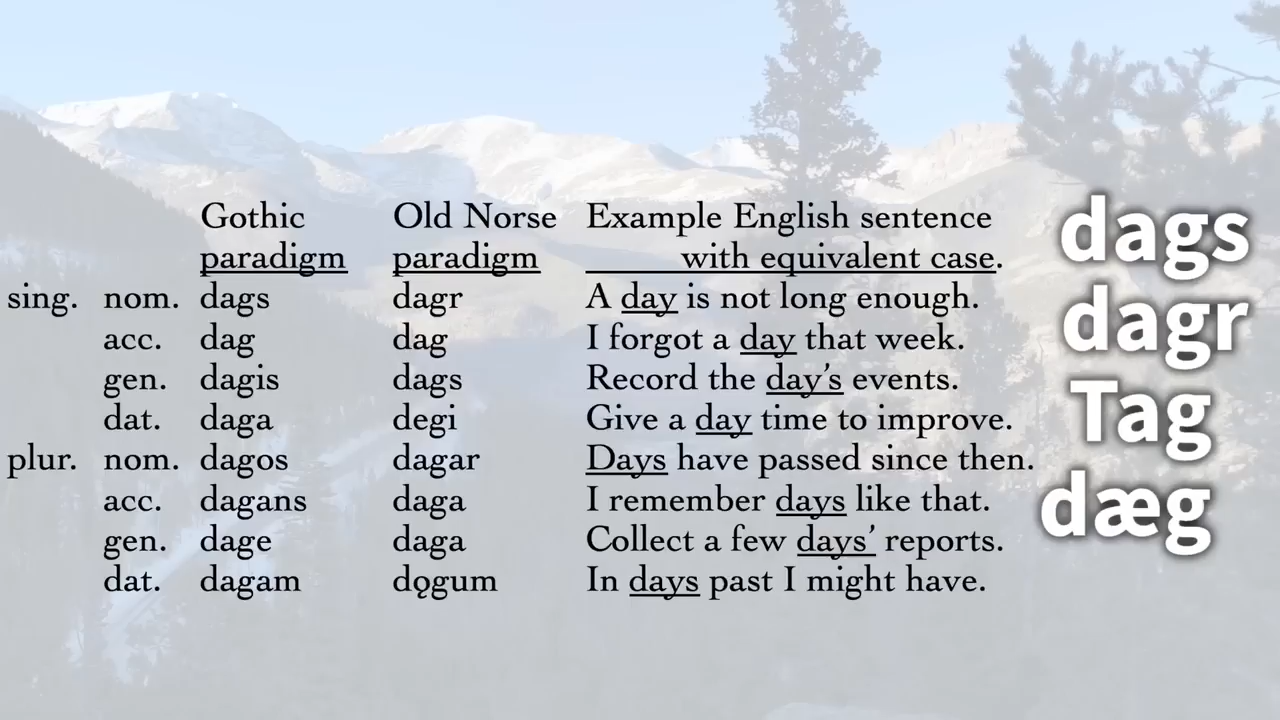 Gothic Old Norse Example English sentence
paradigm paradigm with equivalent case.
sing. nom. dags dagr A day is not long enough.
acc. dag dag I forgot a day that week.
gen. dagis dags Record the day’s events.
dat. daga degi Give a day time to improve.
plur. nom. dagos dagar Days have passed since then.
acc. dagans daga I remember days like that.
gen. dage daga Collect a few days’ reports.
dat. dagam dǫgum In days past I might have.
dags
dagr
Tag
dæg